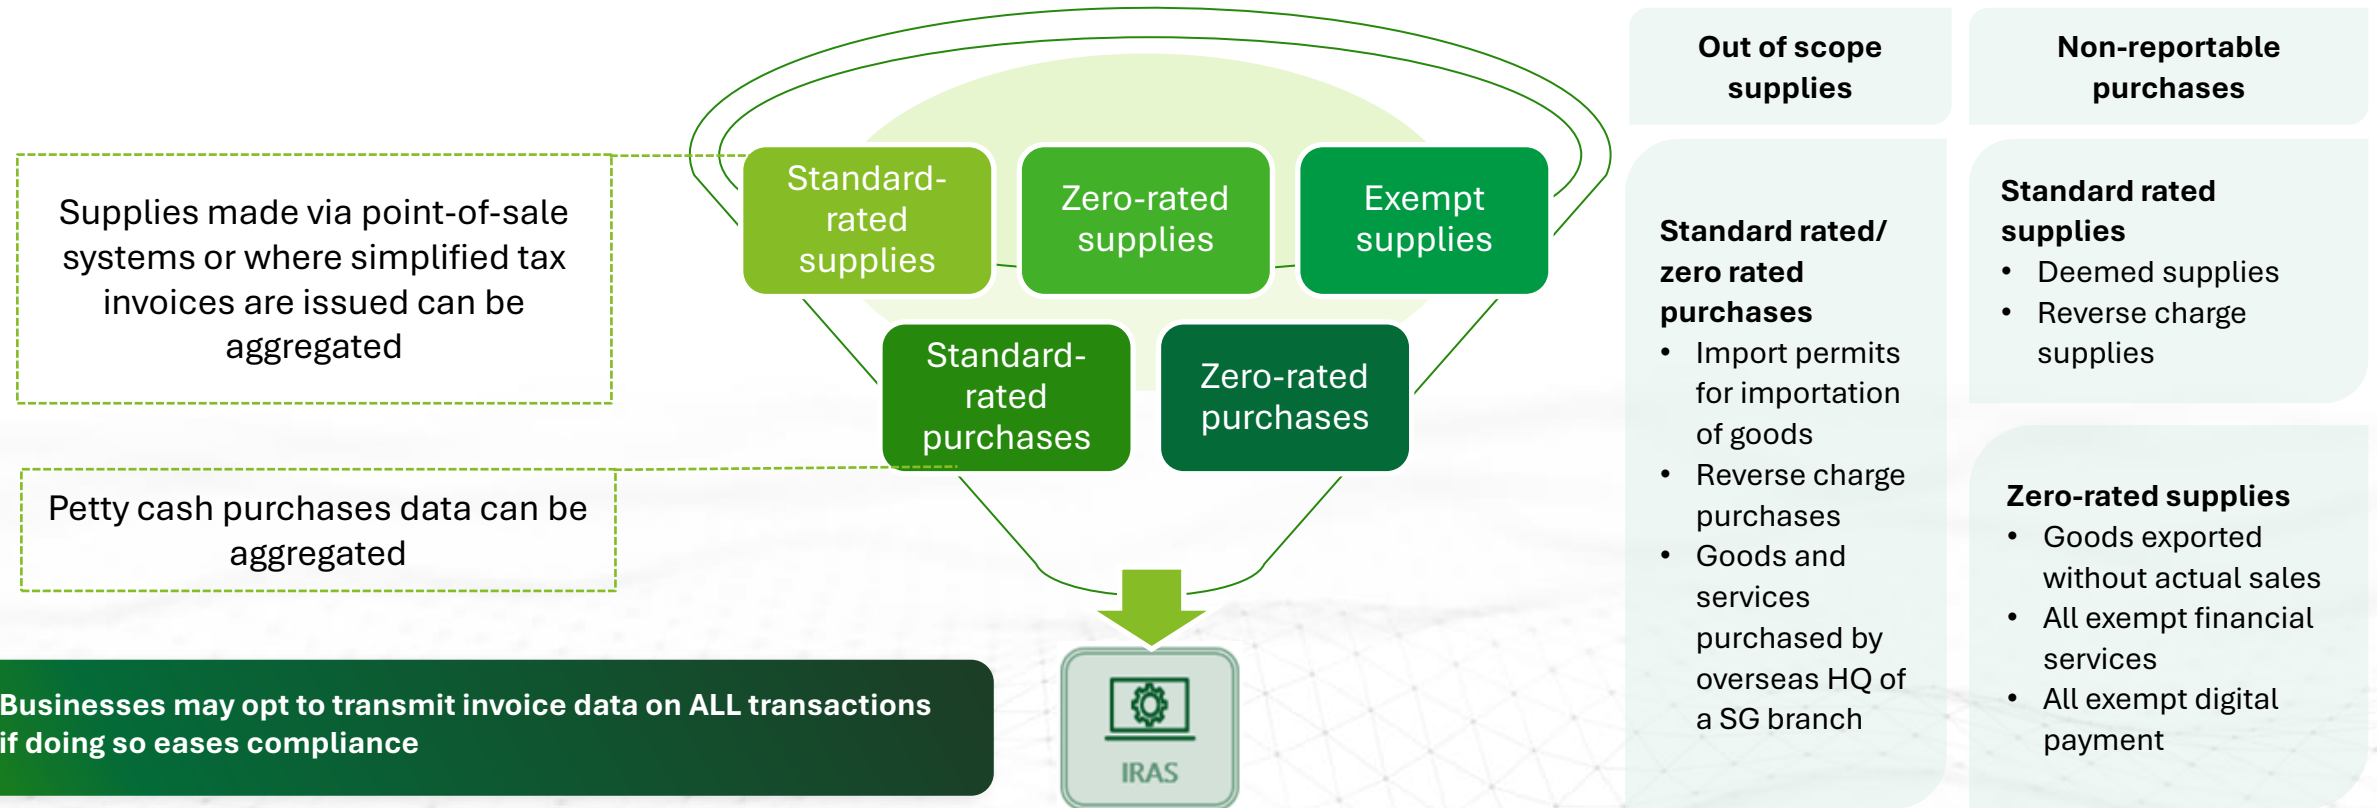 Supplies made via point-of-sale
systems or where simplified tax
invoices are issued can be
aggregated
Petty cash purchases data can be
aggregated
Businesses may opt to transmit invoice data on ALL transactions
if doing so eases compliance
Standard-
rated
supplies
Zero-rated
supplies
Exempt
supplies
Standard-
rated
purchases
Zero-rated
purchases
IRAS
Out of scope
supplies
Standard rated/
zero rated
purchases
• Import permits
for importation
of goods
• Reverse charge
purchases
• Goods and
services
purchased by
overseas HQ of
a SG branch
Non-reportable
purchases
Standard rated
supplies
• Deemed supplies
• Reverse charge
supplies
Zero-rated supplies
• Goods exported
without actual sales
• All exempt financial
services
• All exempt digital
payment